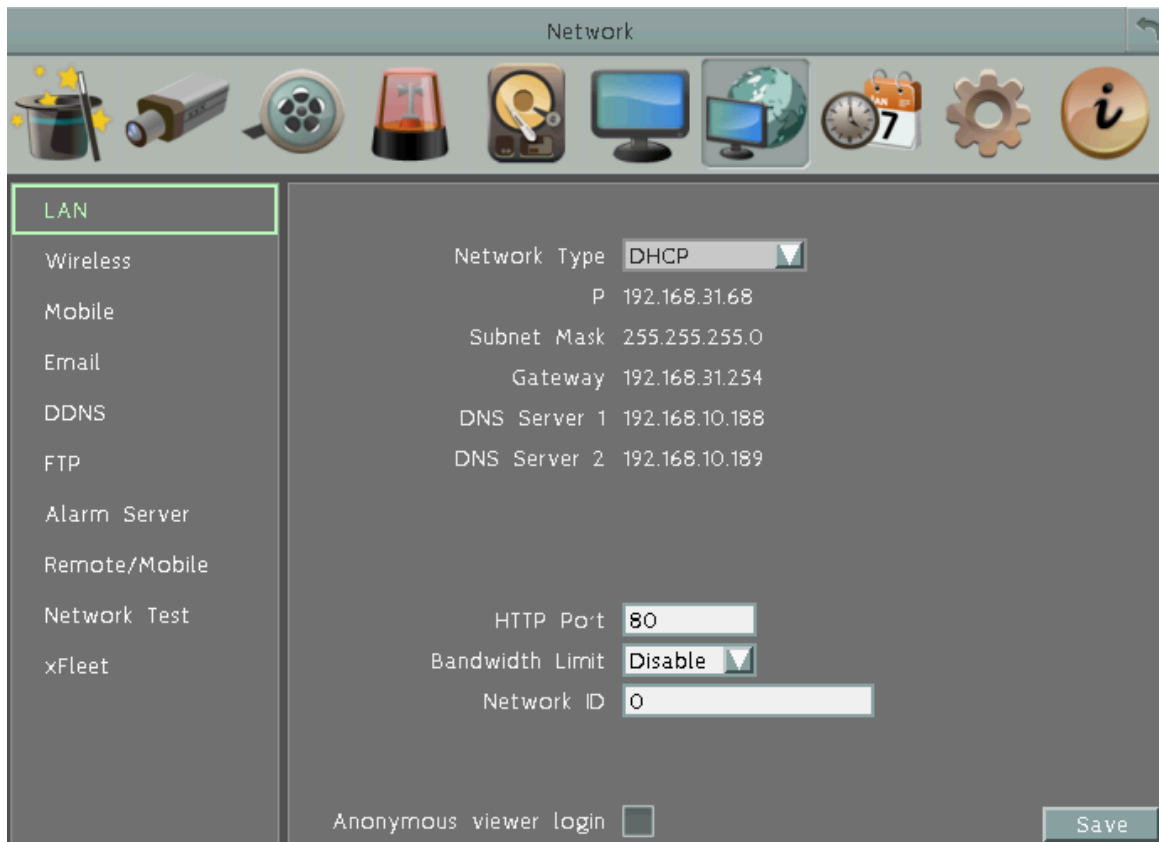 Network
JAN
7
i
LAN
Wireless
Mobile
Email
DDNS
FTP
Alarm Server
Remote/Mobile
Network Test
xFleet
Network Type DHCP
P 192.168.31.68
Subnet Mask 255.255.255.0
Gateway 192.168.31.254
DNS Server 1 192.168.10.188
DNS Server 2 192.168.10.189
HTTP Port 80
Bandwidth Limit Disable
Network ID 0
Anonymous viewer login
Save